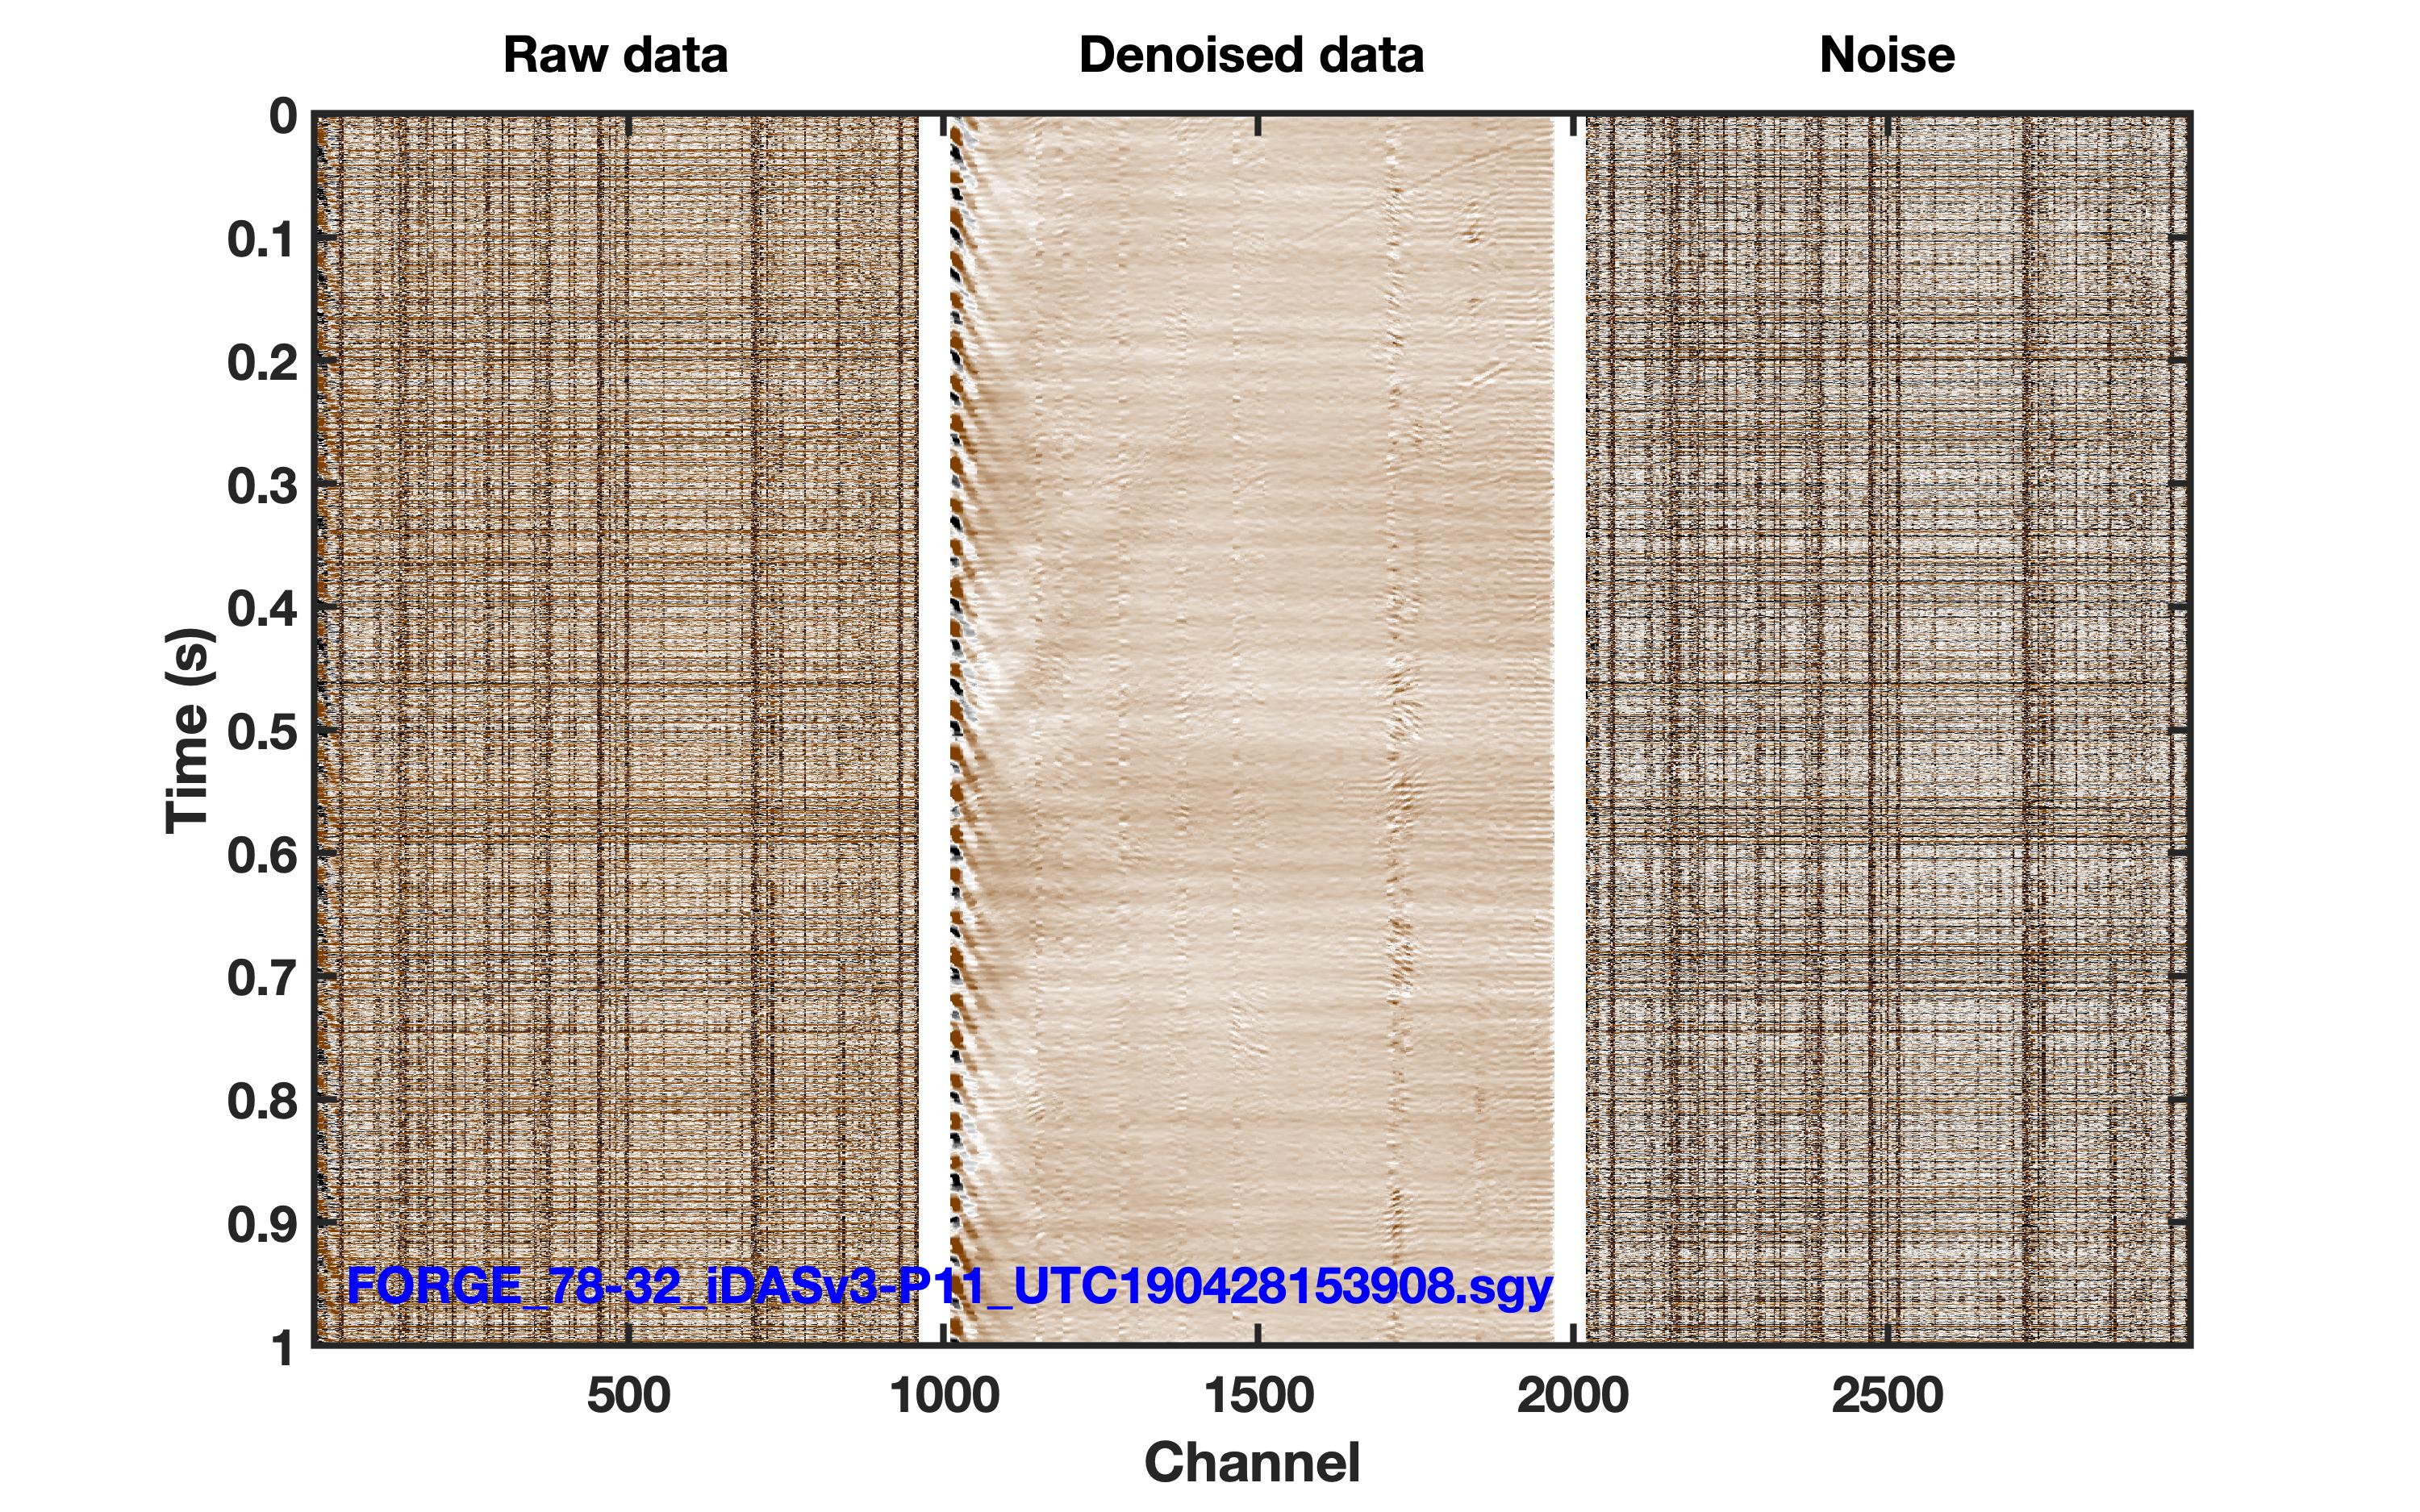 Raw data
Denoised data
Noise
0
0.1
0.2
0.3
0.4
0.5
0.6
0.7
0.8
0.9
1
Time (s)
FORGE_78-32_iDASv3-P11_UTC190428153908.sgy
500
1000
1500
2000
2500
Channel